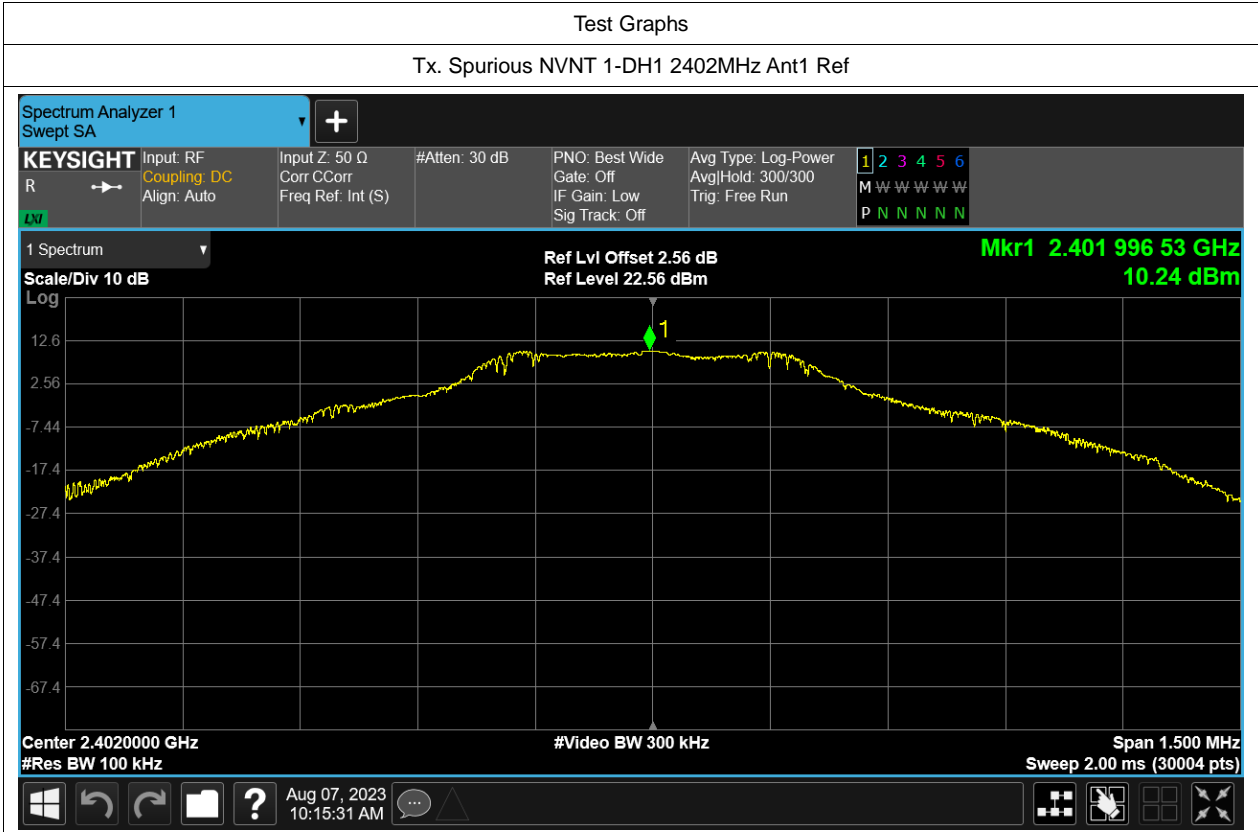 Test Graphs
Tx. Spurious NVNT 1-DH1 2402MHz Ant1 Ref
Spectrum Analyzer 1
Swept SA
+
KEYSIGHT
R
LXI
Input: RF
Coupling: DC
Align: Auto
Input Z: 50 Ω
Corr CCorr
Freq Ref: Int (S)
#Atten: 30 dB
PNO: Best Wide
Gate: Off
IF Gain: Low
Sig Track: Off
Avg Type: Log-Power
Avg|Hold: 300/300
Trig: Free Run
1 2 3 4 5 6
M W W W W W
P N N N N N
1 Spectrum
Scale/Div 10 dB
Log
Ref Lvl Offset 2.56 dB
Ref Level 22.56 dBm
Mkr1 2.401 996 53 GHz
10.24 dBm
1
12.6
2.56
-7.44
-17.4
-27.4
-37.4
-47.4
-57.4
-67.4
Center 2.4020000 GHz
#Res BW 100 kHz
#Video BW 300 kHz
Span 1.500 MHz
Sweep 2.00 ms (30004 pts)
?
Aug 07, 2023
10:15:31 AM